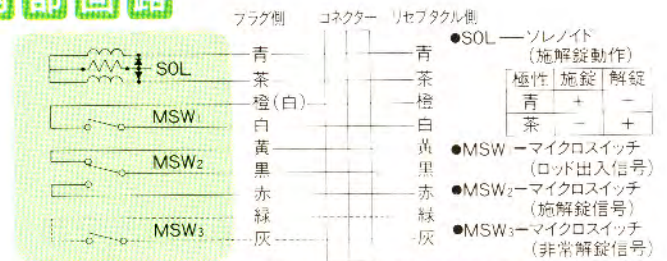 部回路
プラグ側 コネクター リセプタクル側
SOL
青 青
茶 茶
橙(白) 橙
MSW1
白 白
黄 黄
MSW2
黒 黒
赤 赤
緑 緑
MSW3
灰 灰
●SOL──ソレノイド
(施解錠動作)
極性 施錠 解錠
青 + −
茶 − +
●MSW1─マイクロスイッチ
(ロッド出入信号)
●MSW2─マイクロスイッチ
(施解錠信号)
●MSW3─マイクロスイッチ
(非常解錠信号)